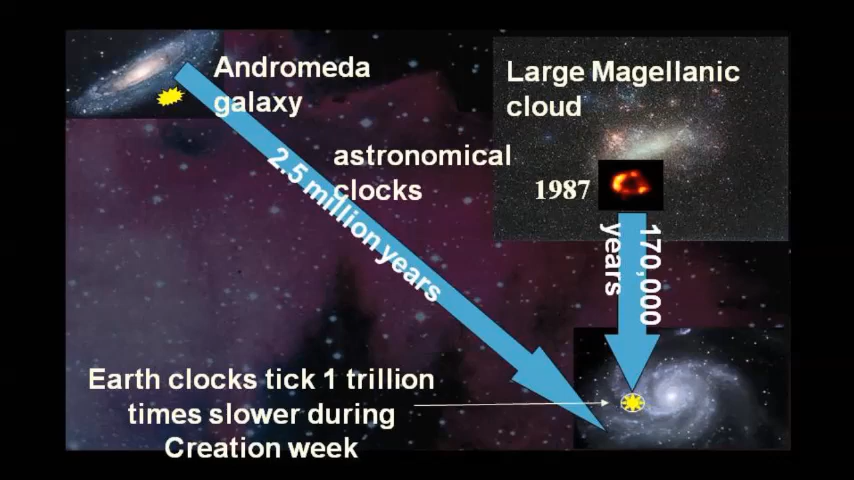 Andromeda
galaxy
Large Magellanic
cloud
astronomical
clocks
1987
2.5 million years
170,000
years
Earth clocks tick 1 trillion
times slower during
Creation week